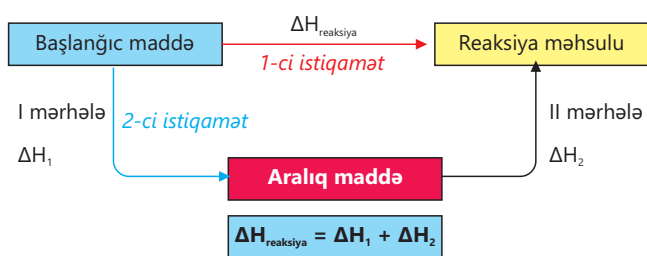 ΔHreaksiya
Başlanğıc maddə
Reaksiya məhsulu
1-ci istiqamət
I mərhələ
2-ci istiqamət
II mərhələ
ΔH₁
ΔH₂
Aralıq maddə
ΔHreaksiya = ΔH₁ + ΔH₂